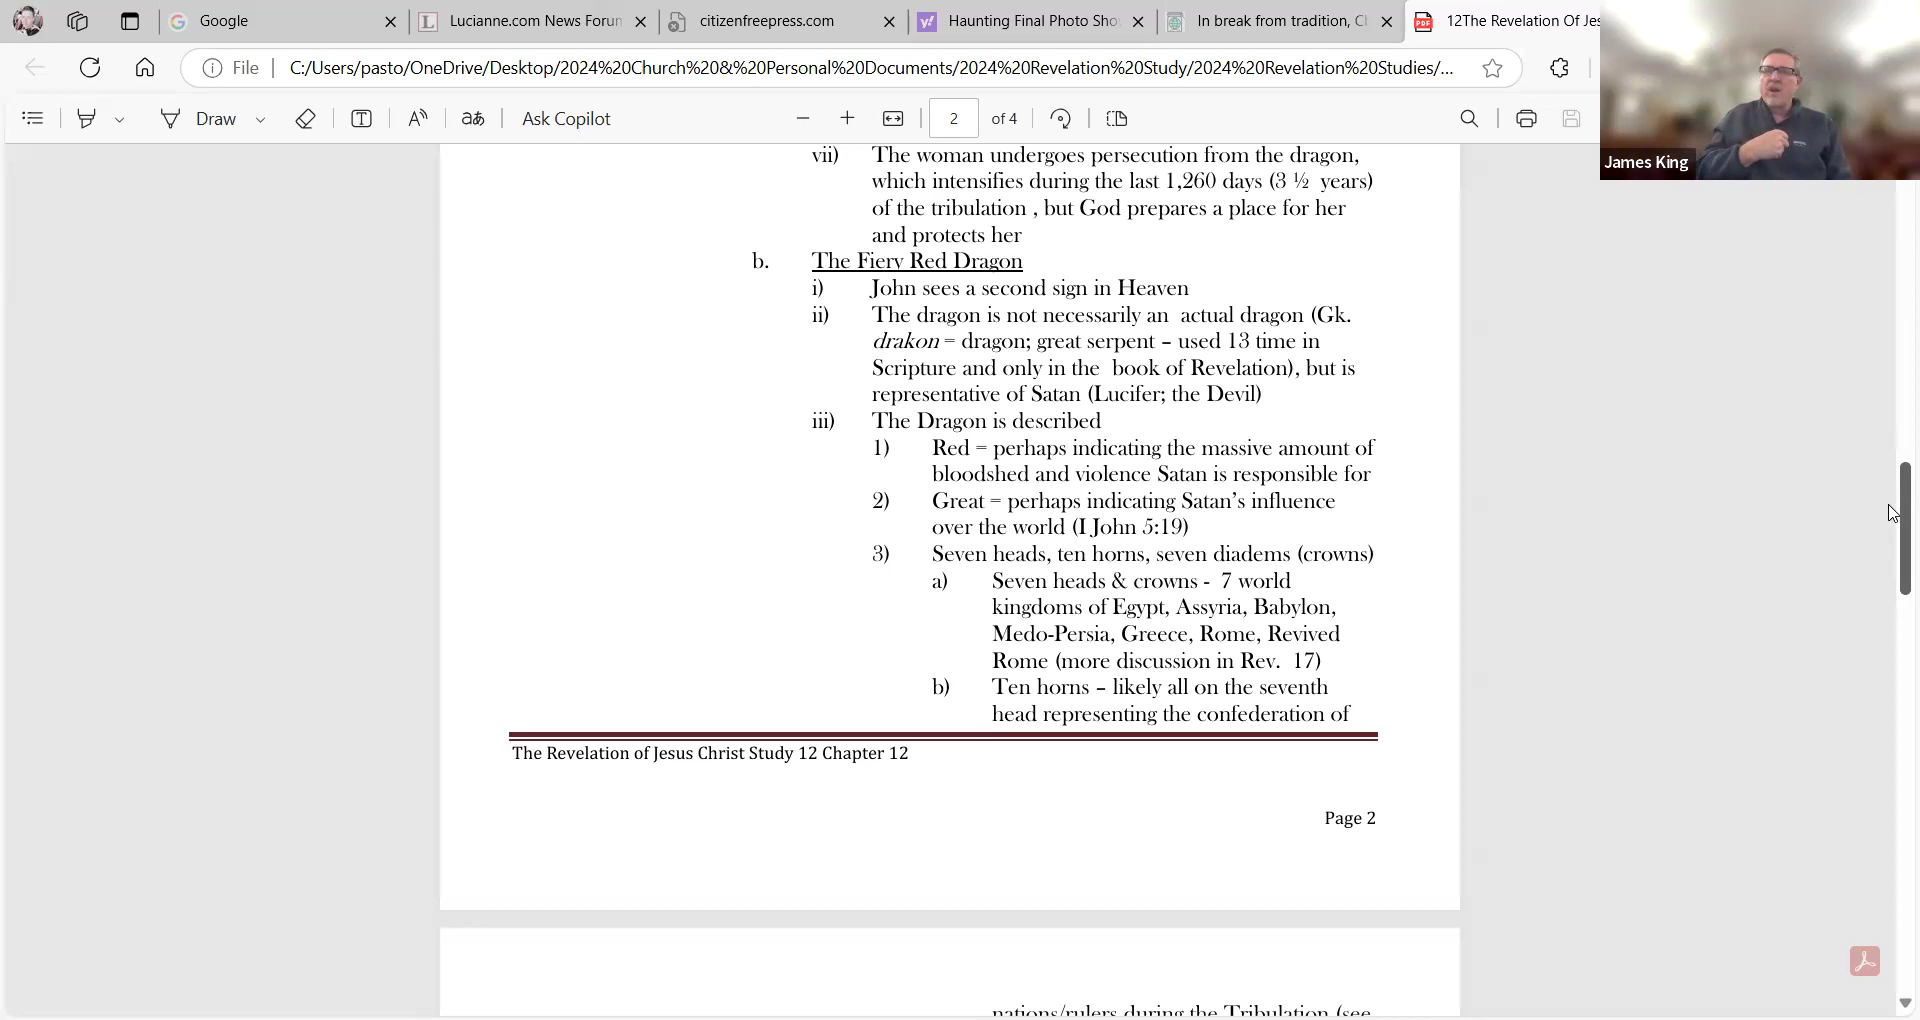 Google
Lucianne.com News Forum
citizenfreepress.com
Haunting Final Photo Sho
In break from tradition, Cl
12The Revelation Of Jes
File
C:/Users/pasto/OneDrive/Desktop/2024%20Church%20&%20Personal%20Documents/2024%20Revelation%20Study/2024%20Revelation%20Studies/...
Draw
Ask Copilot
2 of 4
James King
vii) The woman undergoes persecution from the dragon,
which intensifies during the last 1,260 days (3 ½ years)
of the tribulation , but God prepares a place for her
and protects her
b. The Fiery Red Dragon
i) John sees a second sign in Heaven
ii) The dragon is not necessarily an actual dragon (Gk.
drakon = dragon; great serpent – used 13 time in
Scripture and only in the book of Revelation), but is
representative of Satan (Lucifer; the Devil)
iii) The Dragon is described
1) Red = perhaps indicating the massive amount of
bloodshed and violence Satan is responsible for
2) Great = perhaps indicating Satan’s influence
over the world (I John 5:19)
3) Seven heads, ten horns, seven diadems (crowns)
a) Seven heads & crowns - 7 world
kingdoms of Egypt, Assyria, Babylon,
Medo-Persia, Greece, Rome, Revived
Rome (more discussion in Rev. 17)
b) Ten horns – likely all on the seventh
head representing the confederation of
The Revelation of Jesus Christ Study 12 Chapter 12
Page 2
nations/rulers during the Tribulation (see